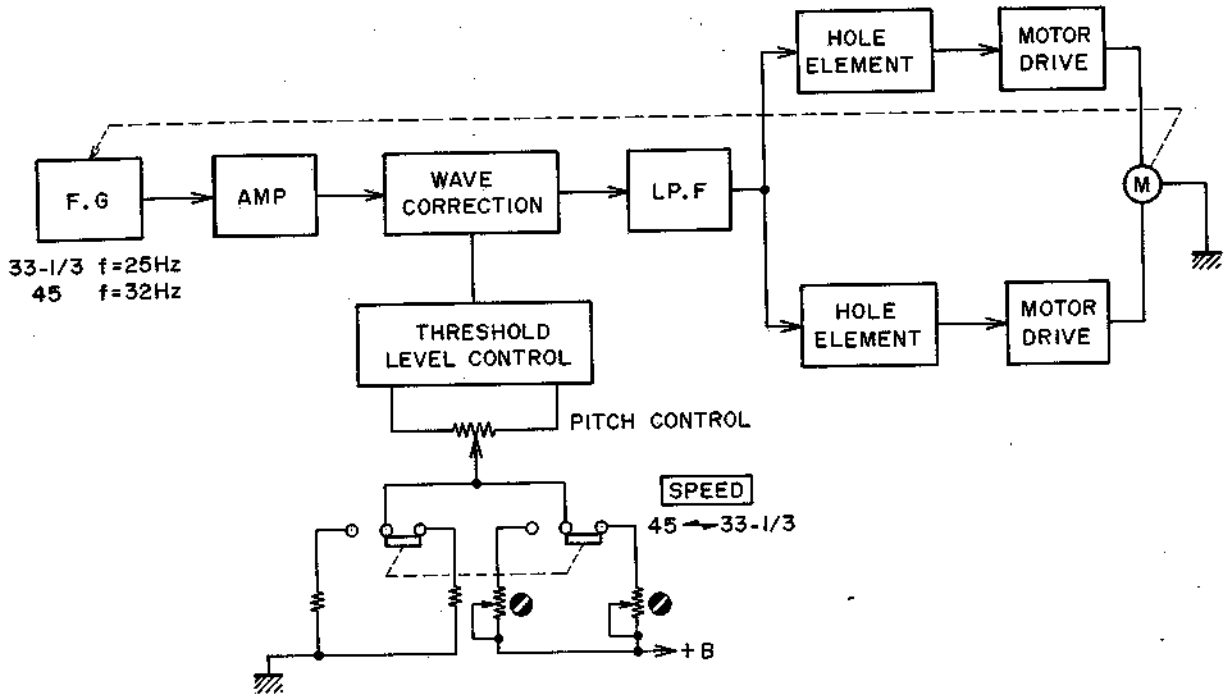 HOLE
ELEMENT
MOTOR
DRIVE
F.G
AMP
WAVE
CORRECTION
LP.F
M
33-1/3 f=25Hz
45 f=32Hz
HOLE
ELEMENT
MOTOR
DRIVE
THRESHOLD
LEVEL CONTROL
PITCH CONTROL
SPEED
45 33-1/3
+B